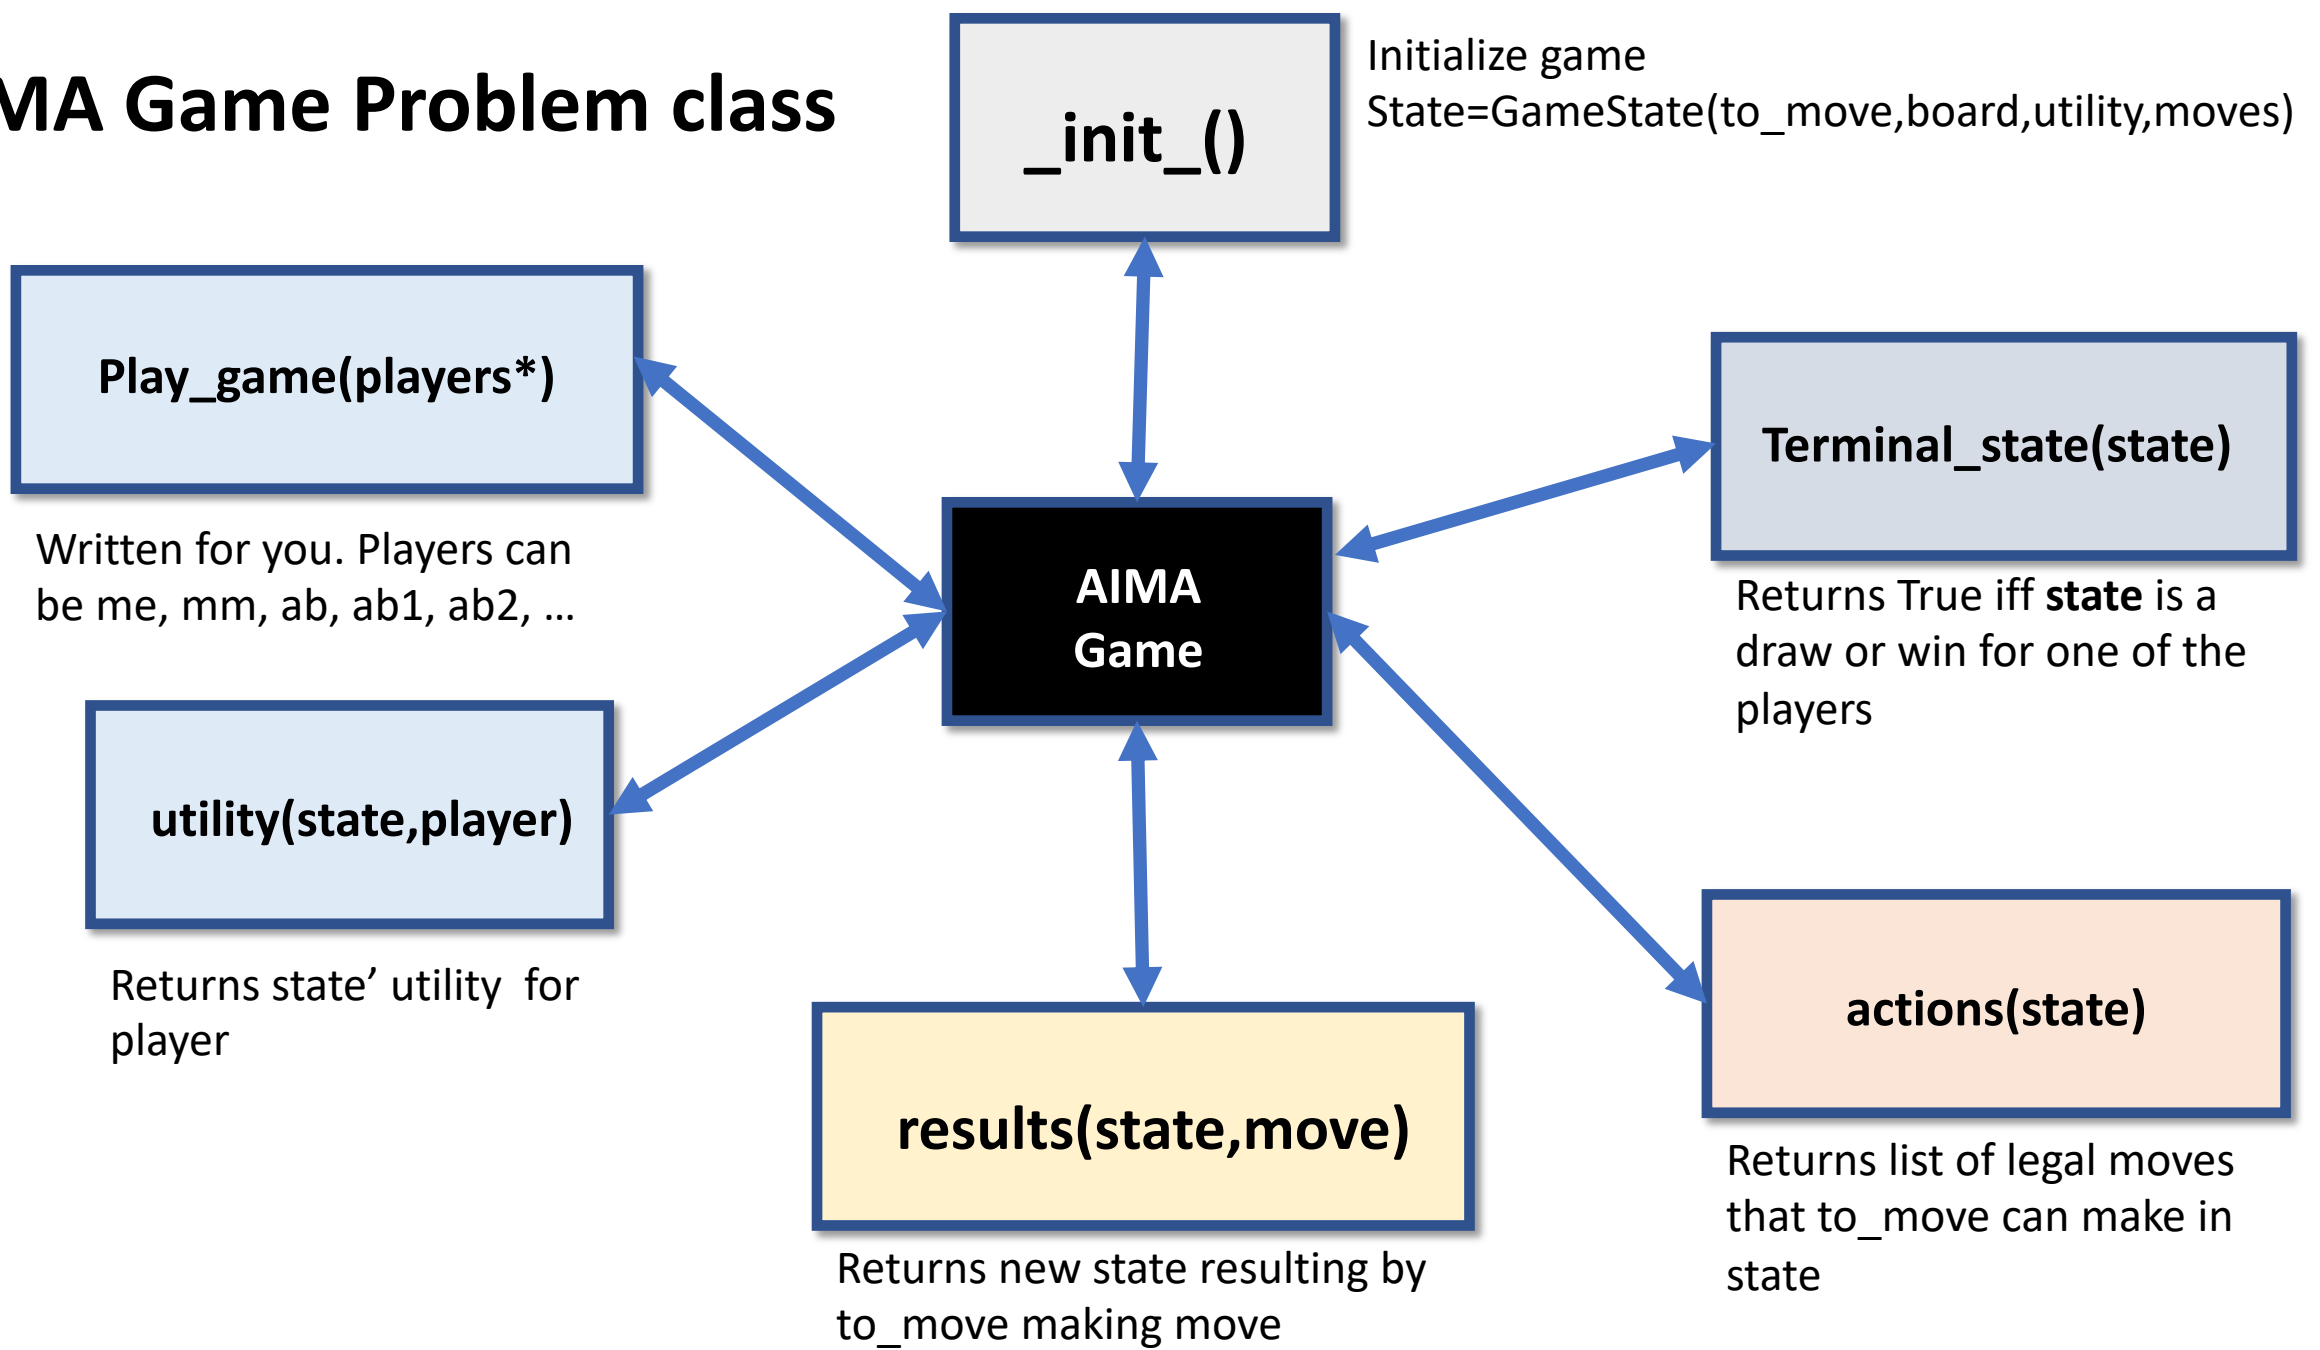 MA Game Problem class
_init_()
Initialize game
State=GameState(to_move,board,utility,moves)
Play_game(players*)
Written for you. Players can
be me, mm, ab, ab1, ab2, …
Terminal_state(state)
Returns True iff state is a
draw or win for one of the
players
AIMA
Game
utility(state,player)
Returns state’ utility  for
player
results(state,move)
Returns new state resulting by
to_move making move
actions(state)
Returns list of legal moves
that to_move can make in
state